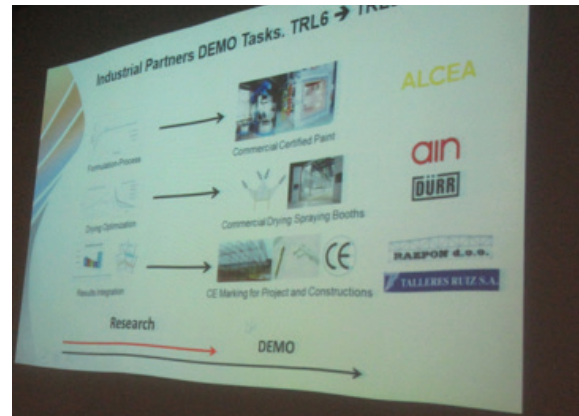 Industrial Partners DEMO Tasks. TRL6 → 
ALCEA
Formulation Process
Commercial Certified Paint
ain
DÜRR
Drying Optimization
Commercial Drying Spraying Booths
CE
RAZPON d.o.o.
TALLERES RUIZ S.A.
Results Integration
CE Marking for Project and Constructions
Research
DEMO